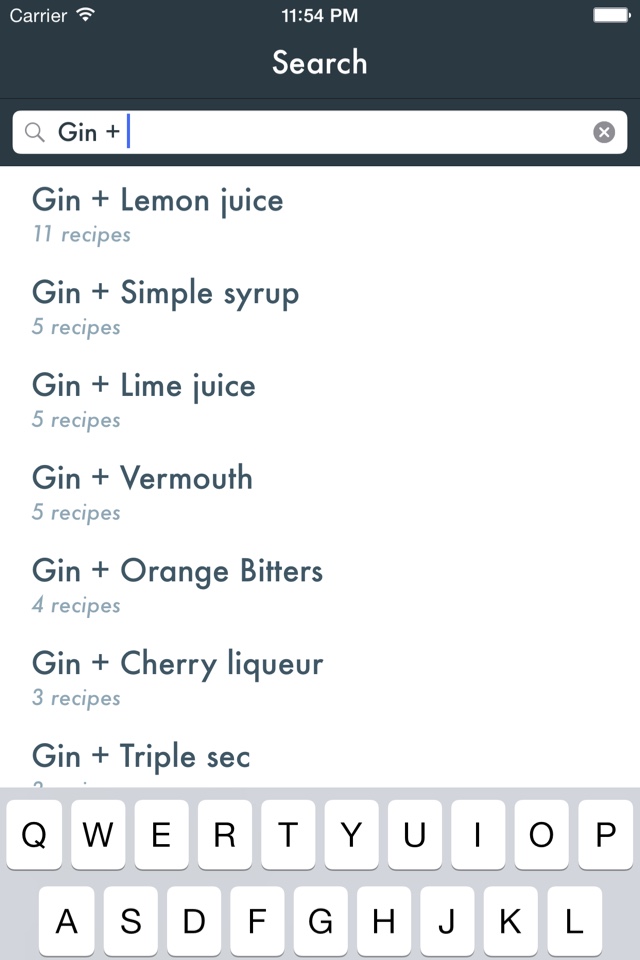 Carrier 11:54 PM
Search
Gin +
Gin + Lemon juice
11 recipes
Gin + Simple syrup
5 recipes
Gin + Lime juice
5 recipes
Gin + Vermouth
5 recipes
Gin + Orange Bitters
4 recipes
Gin + Cherry liqueur
3 recipes
Gin + Triple sec
Q W E R T Y U I O P
A S D F G H J K L